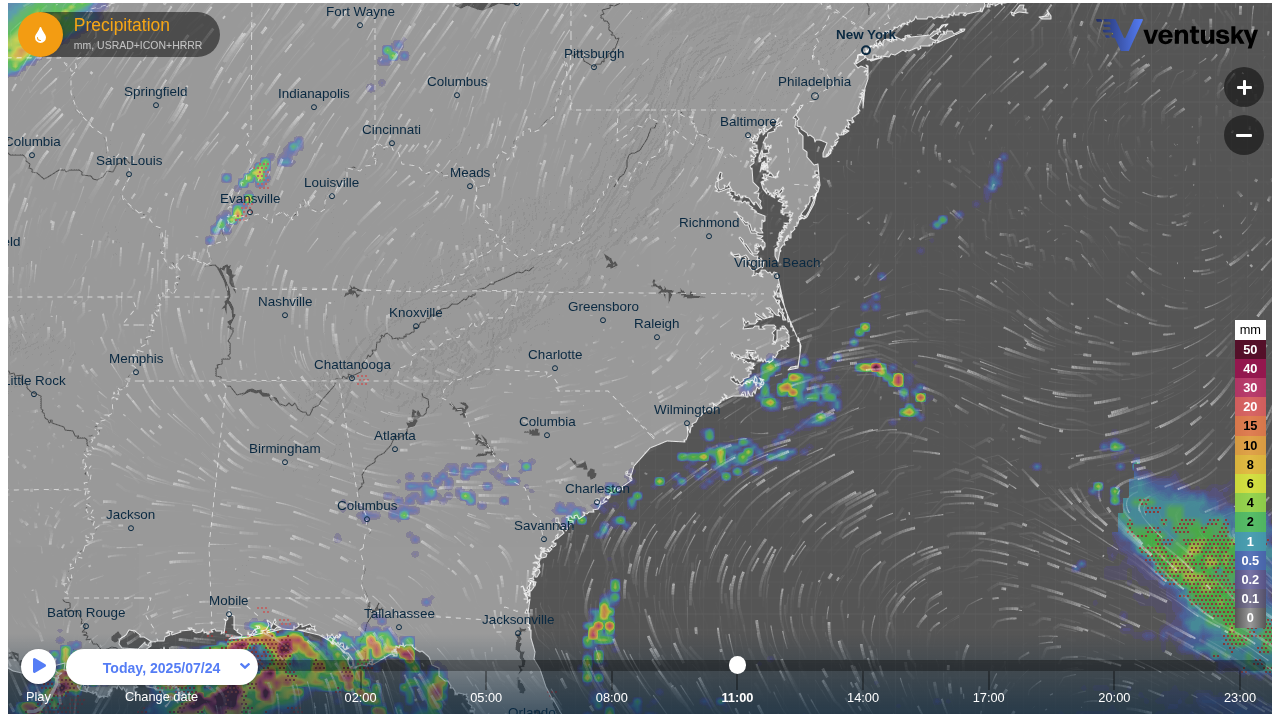 Fort Wayne
Precipitation
mm, USRAD+ICON+HRRR
New York
ventusky
Pittsburgh
Columbus
Philadelphia
Springfield
Indianapolis
Baltimore
Cincinnati
Columbia
Saint Louis
Meads
Louisville
Evansville
Richmond
eld
Virginia Beach
Nashville
Knoxville
Greensboro
Raleigh
mm
50
Charlotte
Memphis
Chattanooga
40
Little Rock
30
20
Wilmington
Columbia
15
Atlanta
Birmingham
10
8
Charleston
6
Columbus
4
Jackson
Savannah
2
1
0.5
0.2
0.1
Mobile
Baton Rouge
Tallahassee
Jacksonville
0
Today, 2025/07/24
Play
Change date
02:00
05:00
08:00
11:00
14:00
17:00
20:00
23:00
Orlando